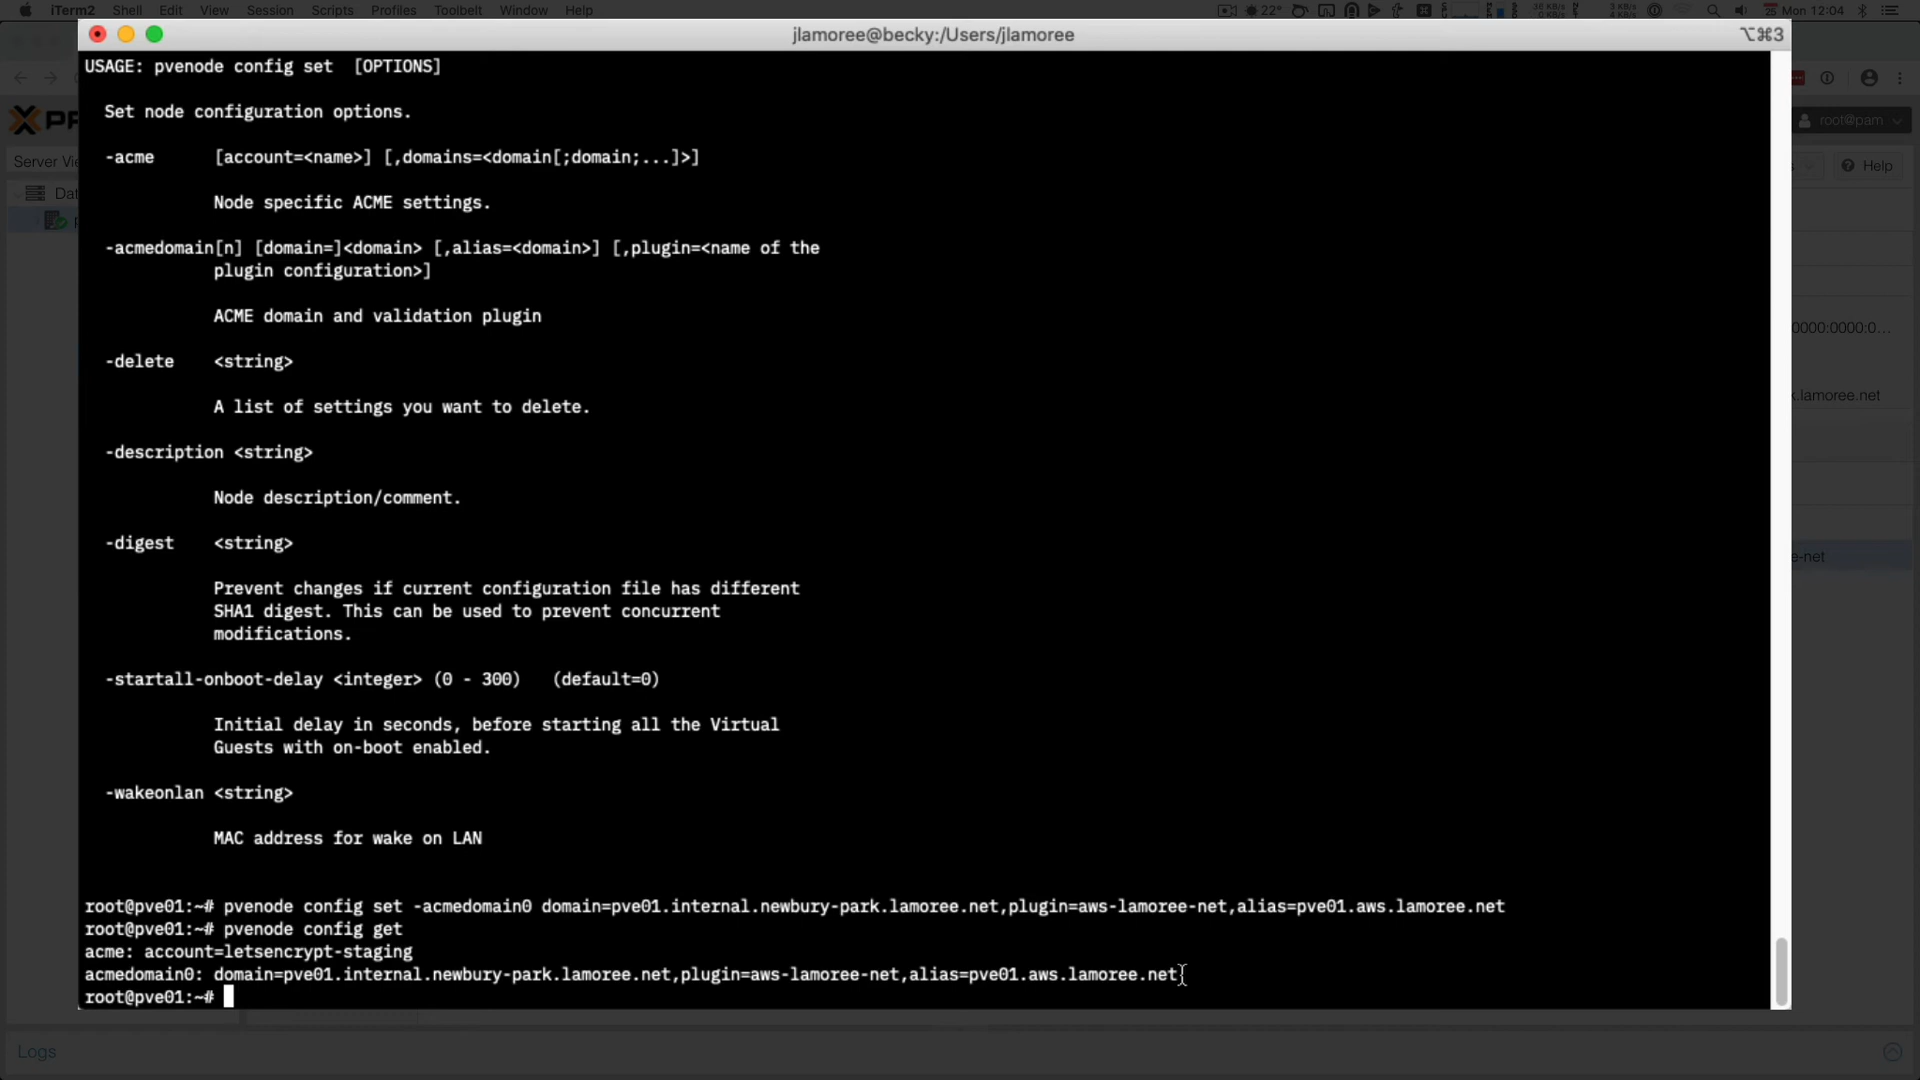 iTerm2 Shell Edit View Session Scripts Profiles Toolbelt Window Help 22° Mon 12:04
jlamoree@becky:/Users/jlamoree ⌥⌘3
USAGE: pvenode config set [OPTIONS]
Set node configuration options.
-acme [account=<name>] [,domains=<domain[;domain;...]>]
Node specific ACME settings.
-acmedomain[n] [domain=]<domain> [,alias=<domain>] [,plugin=<name of the
plugin configuration>]
ACME domain and validation plugin
-delete <string>
A list of settings you want to delete.
-description <string>
Node description/comment.
-digest <string>
Prevent changes if current configuration file has different
SHA1 digest. This can be used to prevent concurrent
modifications.
-startall-onboot-delay <integer> (0 - 300) (default=0)
Initial delay in seconds, before starting all the Virtual
Guests with on-boot enabled.
-wakeonlan <string>
MAC address for wake on LAN
root@pve01:~# pvenode config set -acmedomain0 domain=pve01.internal.newbury-park.lamoree.net,plugin=aws-lamoree-net,alias=pve01.aws.lamoree.net
root@pve01:~# pvenode config get
acme: account=letsencrypt-staging
acmedomain0: domain=pve01.internal.newbury-park.lamoree.net,plugin=aws-lamoree-net,alias=pve01.aws.lamoree.net
root@pve01:~#
root@pam
Help
0000:0000:0...
.lamoree.net
e-net
Logs